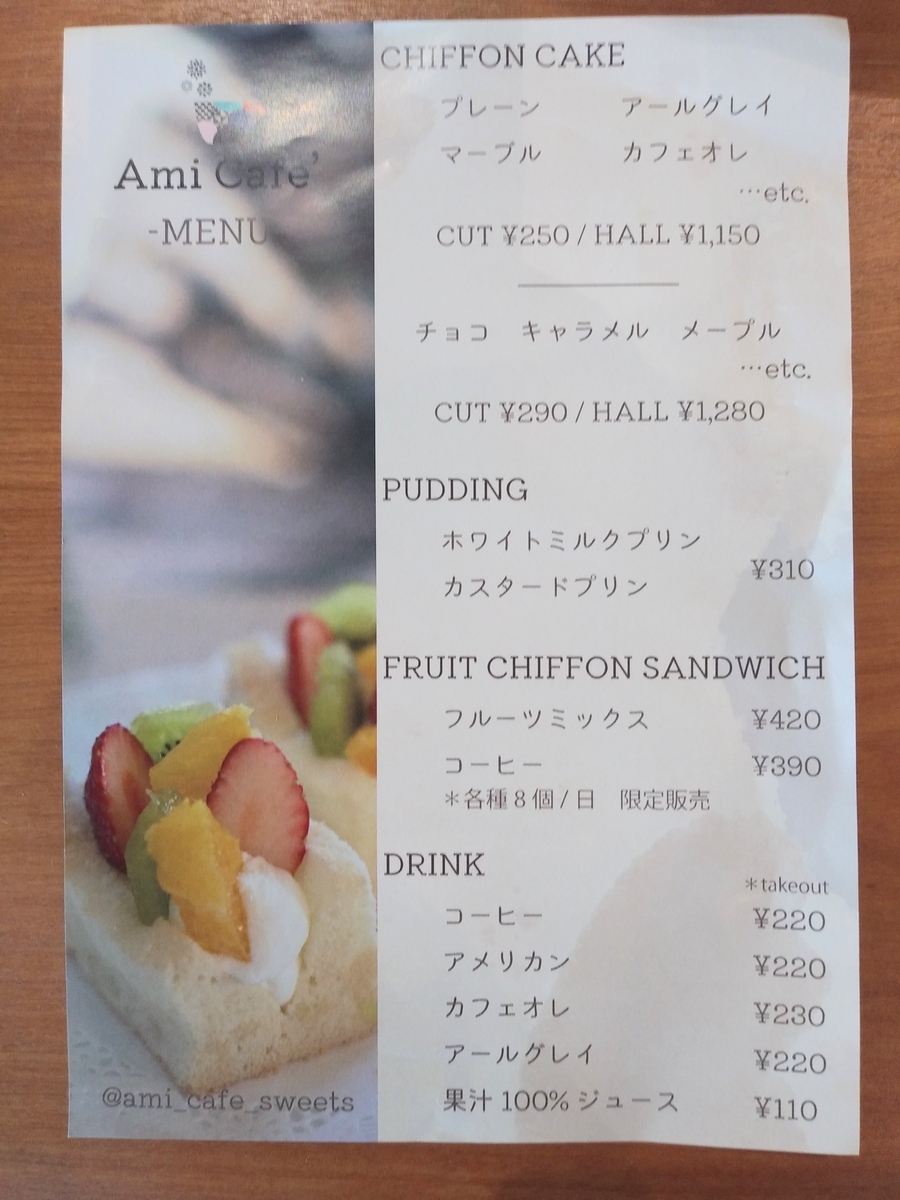 Ami Cafe'
-MENU
@ami_cafe_sweets
CHIFFON CAKE
プレーン アールグレイ
マーブル カフェオレ
…etc.
CUT ¥250 / HALL ¥1,150
チョコ キャラメル メープル
…etc.
CUT ¥290 / HALL ¥1,280
PUDDING
ホワイトミルクプリン
カスタードプリン
¥310
FRUIT CHIFFON SANDWICH
フルーツミックス ¥420
コーヒー ¥390
＊各種８個 / 日　限定販売
DRINK
＊takeout
コーヒー ¥220
アメリカン ¥220
カフェオレ ¥230
アールグレイ ¥220
果汁 100% ジュース ¥110